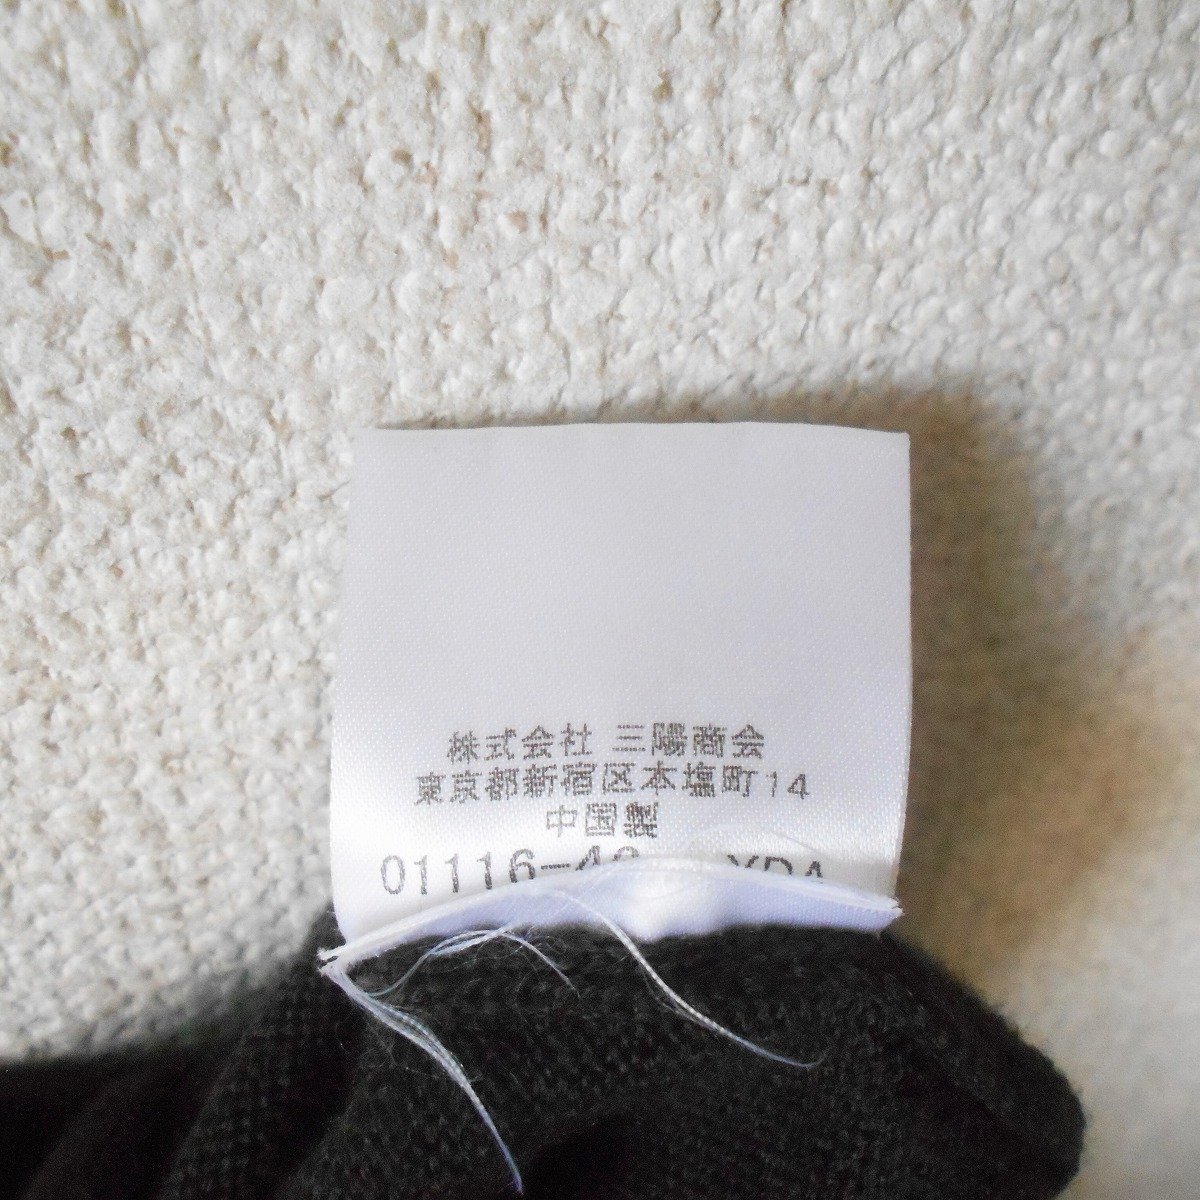 株式会社 三陽商会
東京都新宿区本塩町14
中国製
01116-4